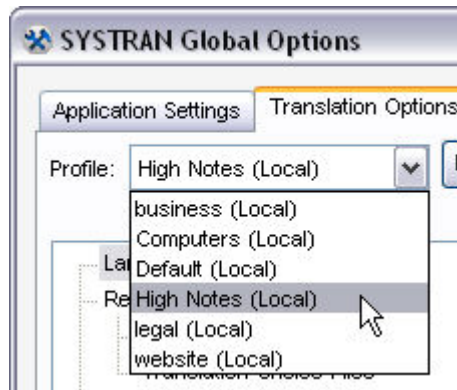 SYSTRAN Global Options
Application Settings Translation Options
Profile: High Notes (Local)
business (Local)
Computers (Local)
Default (Local)
High Notes (Local)
legal (Local)
website (Local)